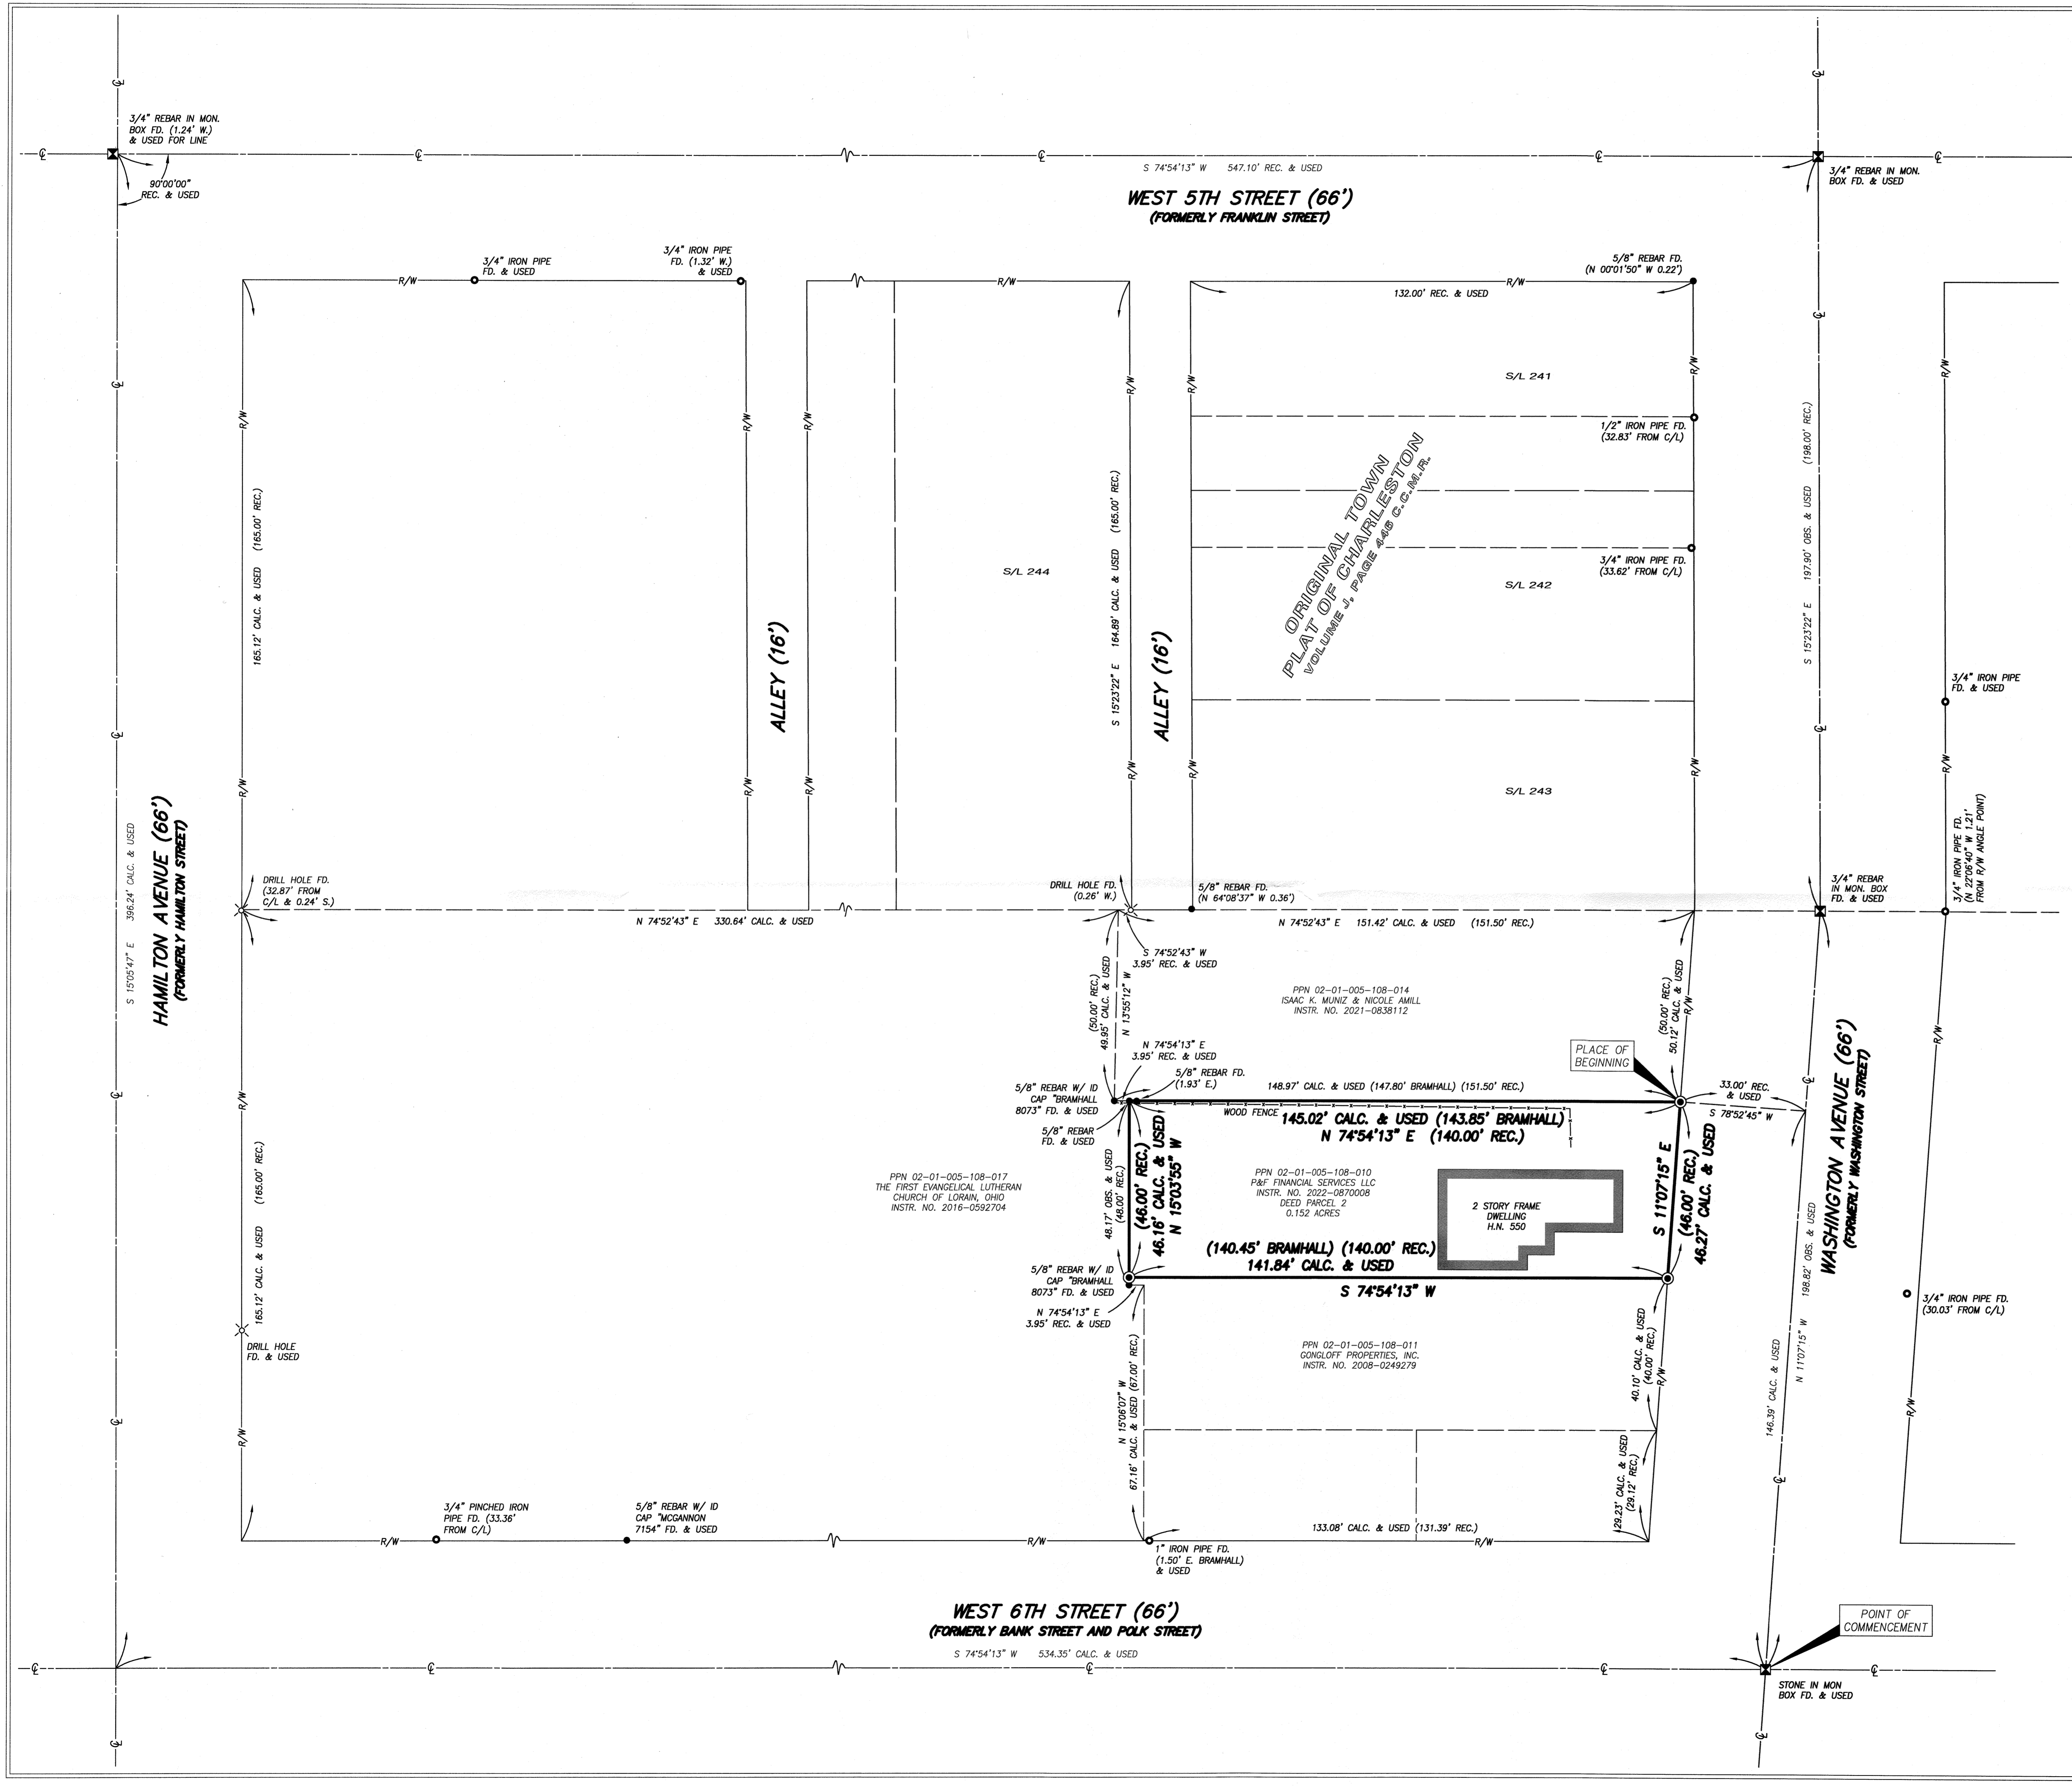 3/4" REBAR IN MON.
BOX FD. (1.24' W.)
& USED FOR LINE
90°00'00"
REC. & USED
S 74°54'13" W 547.10' REC. & USED
WEST 5TH STREET (66')
(FORMERLY FRANKLIN STREET)
3/4" REBAR IN MON.
BOX FD. & USED
3/4" IRON PIPE
FD. & USED
3/4" IRON PIPE
FD. (1.32' W.)
& USED
5/8" REBAR FD.
(N 00°01'50" W 0.22')
132.00' REC. & USED
R/W
R/W
R/W
R/W
R/W
R/W
R/W
R/W
R/W
R/W
S/L 241
1/2" IRON PIPE FD.
(32.83' FROM C/L)
165.12' CALC. & USED (165.00' REC.)
S/L 244
S 15°23'22" E 164.89' CALC. & USED (165.00' REC.)
ORIGINAL TOWN
PLAT OF CHARLESTON
VOLUME J, PAGE 446 C.C.M.R.
3/4" IRON PIPE FD.
(33.62' FROM C/L)
S/L 242
S 15°23'22" E 197.90' OBS. & USED (198.00' REC.)
ALLEY (16')
ALLEY (16')
3/4" IRON PIPE
FD. & USED
R/W
R/W
R/W
R/W
R/W
R/W
R/W
S/L 243
3/4" IRON PIPE FD.
(N 22°06'40" W 1.21'
FROM R/W ANGLE POINT)
S 15°05'47" E 396.24' CALC. & USED
HAMILTON AVENUE (66')
(FORMERLY HAMILTON STREET)
DRILL HOLE FD.
(32.87' FROM
C/L & 0.24' S.)
DRILL HOLE FD.
(0.26' W.)
5/8" REBAR FD.
(N 64°08'37" W 0.36')
3/4" REBAR
IN MON. BOX
FD. & USED
N 74°52'43" E 330.64' CALC. & USED
N 74°52'43" E 151.42' CALC. & USED (151.50' REC.)
S 74°52'43" W
3.95' REC. & USED
(50.00' REC.)
49.95' CALC. & USED
N 13°55'12" W
PPN 02-01-005-108-014
ISAAC K. MUNIZ & NICOLE AMILL
INSTR. NO. 2021-0838112
(50.00' REC.)
50.12' CALC. & USED
R/W
R/W
R/W
PLACE OF
BEGINNING
N 74°54'13" E
3.95' REC. & USED
5/8" REBAR FD.
(1.93' E.)
5/8" REBAR W/ ID
CAP "BRAMHALL
8073" FD. & USED
5/8" REBAR
FD. & USED
148.97' CALC. & USED (147.80' BRAMHALL) (151.50' REC.)
WOOD FENCE
145.02' CALC. & USED (143.85' BRAMHALL)
N 74°54'13" E (140.00' REC.)
33.00' REC.
& USED
S 78°52'45" W
WASHINGTON AVENUE (66')
(FORMERLY WASHINGTON STREET)
165.12' CALC. & USED (165.00' REC.)
PPN 02-01-005-108-017
THE FIRST EVANGELICAL LUTHERAN
CHURCH OF LORAIN, OHIO
INSTR. NO. 2016-0592704
48.17' OBS. & USED
(48.00' REC.)
(46.00' REC.)
46.16' CALC. & USED
N 15°03'55" W
PPN 02-01-005-108-010
P&F FINANCIAL SERVICES LLC
INSTR. NO. 2022-0870008
DEED PARCEL 2
0.152 ACRES
2 STORY FRAME
DWELLING
H.N. 550
S 11°07'15" E
(46.00' REC.)
46.27' CALC. & USED
(140.45' BRAMHALL) (140.00' REC.)
141.84' CALC. & USED
S 74°54'13" W
5/8" REBAR W/ ID
CAP "BRAMHALL
8073" FD. & USED
N 74°54'13" E
3.95' REC. & USED
3/4" IRON PIPE FD.
(30.03' FROM C/L)
DRILL HOLE
FD. & USED
PPN 02-01-005-108-011
GONGLOFF PROPERTIES, INC.
INSTR. NO. 2008-0249279
N 15°06'07" W
67.16' CALC. & USED (67.00' REC.)
40.10' CALC. & USED
(40.00' REC.)
R/W
146.39' CALC. & USED
N 11°07'15" W 198.82' OBS. & USED
R/W
R/W
29.23' CALC. & USED
(29.12' REC.)
3/4" PINCHED IRON
PIPE FD. (33.36'
FROM C/L)
5/8" REBAR W/ ID
CAP "MCGANNON
7154" FD. & USED
133.08' CALC. & USED (131.39' REC.)
R/W
R/W
R/W
1" IRON PIPE FD.
(1.50' E. BRAMHALL)
& USED
WEST 6TH STREET (66')
(FORMERLY BANK STREET AND POLK STREET)
S 74°54'13" W 534.35' CALC. & USED
POINT OF
COMMENCEMENT
STONE IN MON
BOX FD. & USED